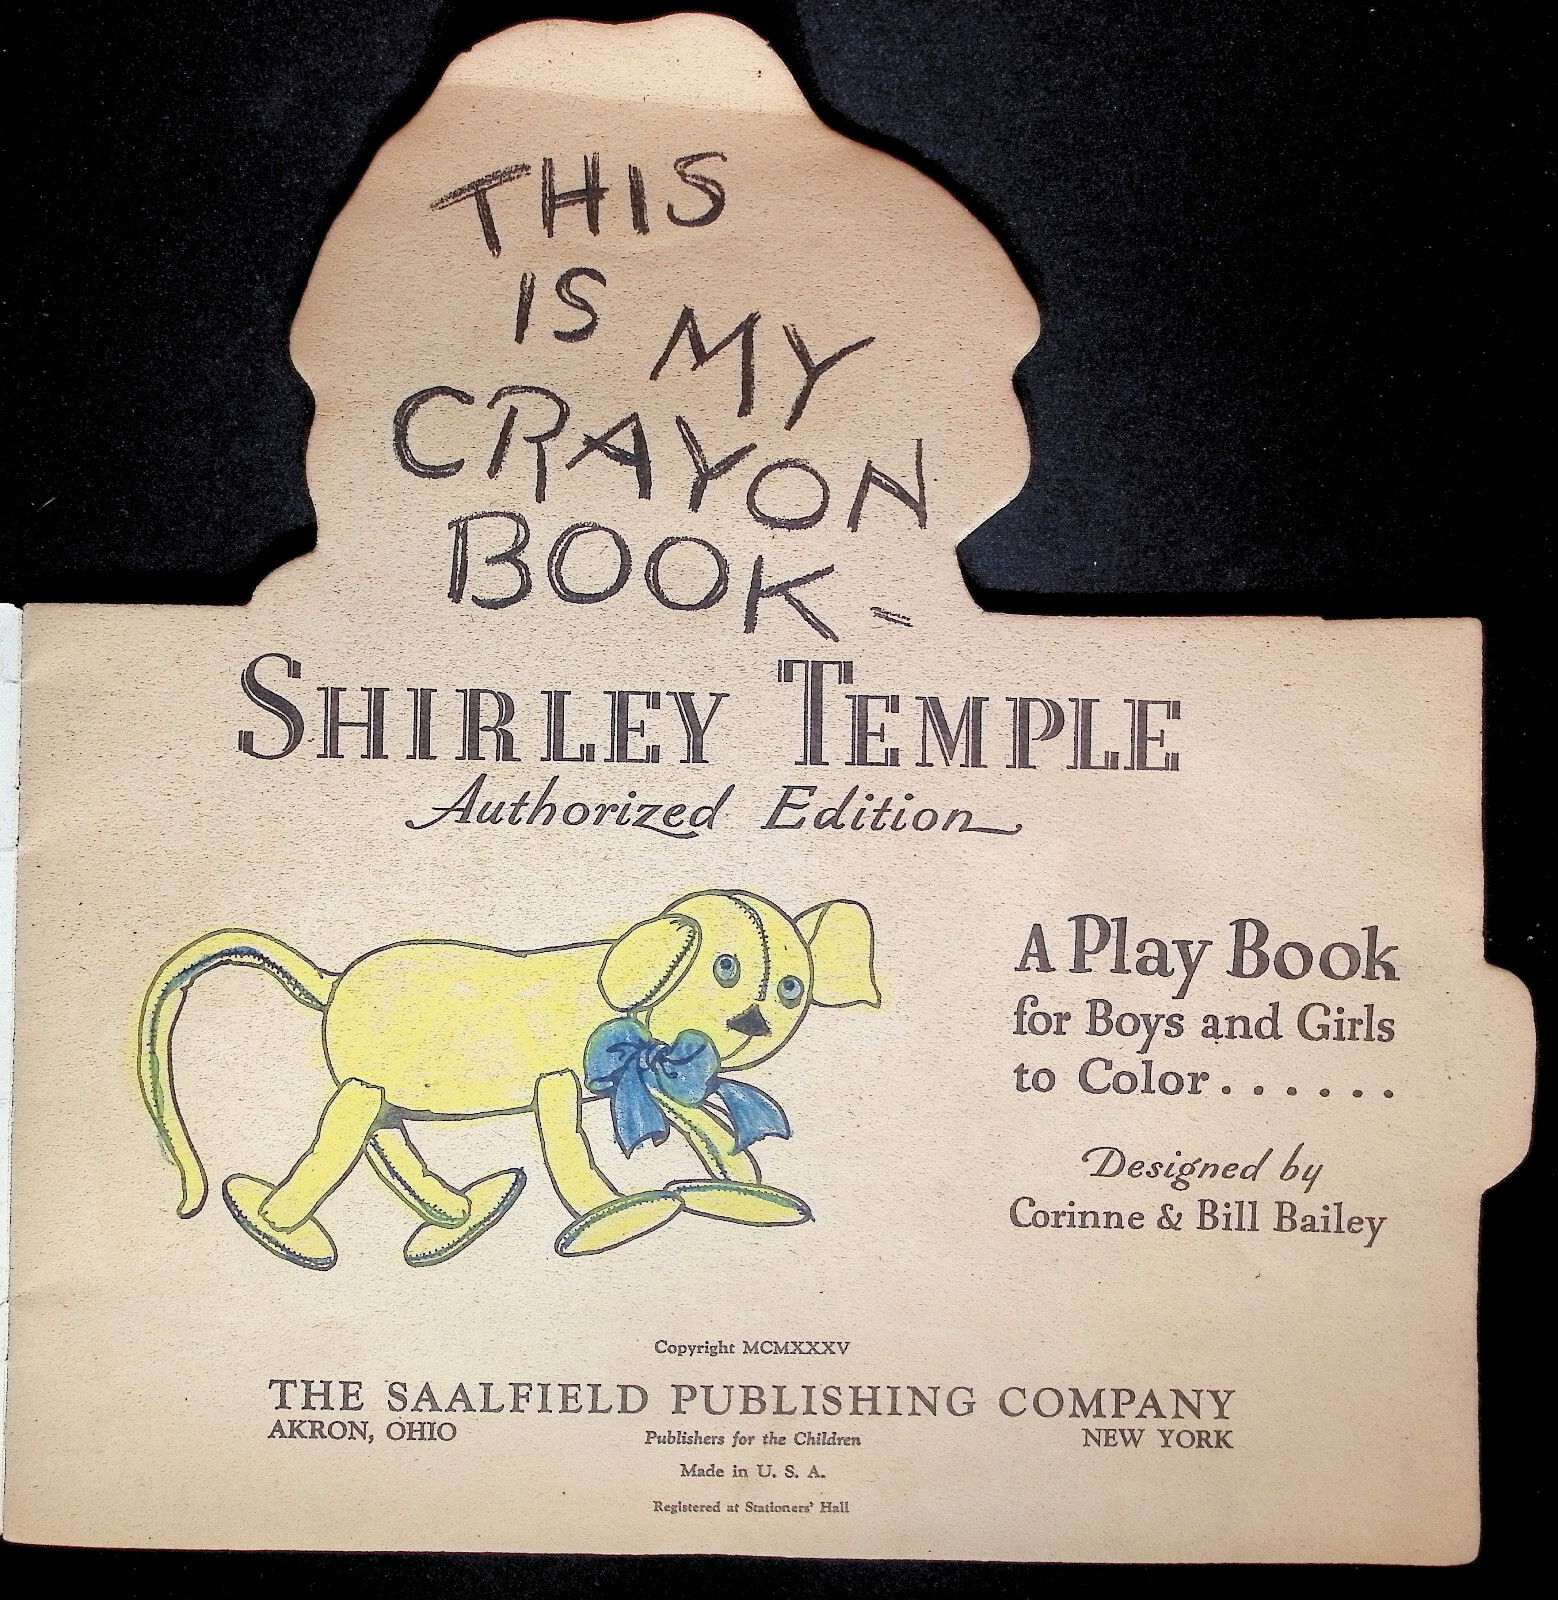 THIS
IS MY
CRAYON
BOOK-
SHIRLEY TEMPLE
Authorized Edition
A Play Book
for Boys and Girls
to Color......
Designed by
Corinne & Bill Bailey
Copyright MCMXXXV
THE SAALFIELD PUBLISHING COMPANY
AKRON, OHIO Publishers for the Children NEW YORK
Made in U. S. A.
Registered at Stationers' Hall